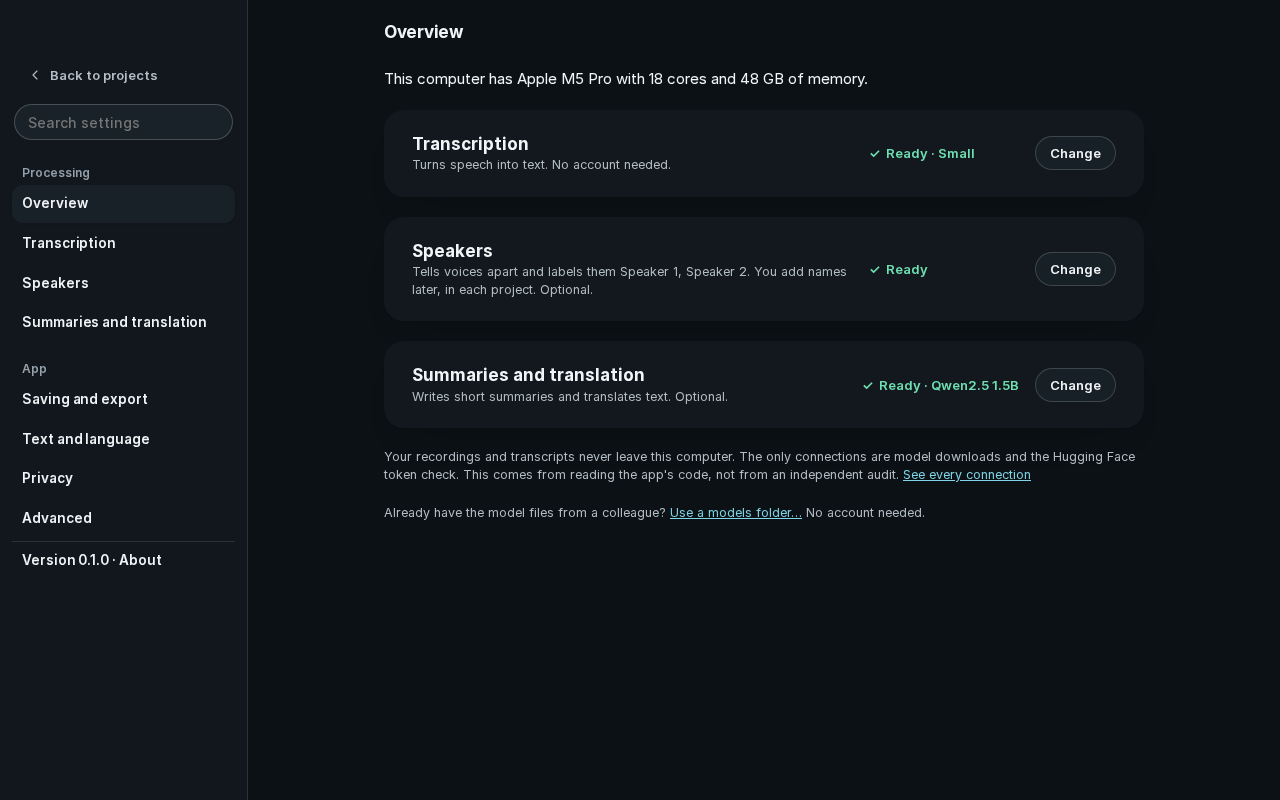 Back to projects
Search settings
Processing
Overview
Transcription
Speakers
Summaries and translation
App
Saving and export
Text and language
Privacy
Advanced
Version 0.1.0 · About
Overview
This computer has Apple M5 Pro with 18 cores and 48 GB of memory.
Transcription
Turns speech into text. No account needed.
✓ Ready · Small
Change
Speakers
Tells voices apart and labels them Speaker 1, Speaker 2. You add names
later, in each project. Optional.
✓ Ready
Change
Summaries and translation
Writes short summaries and translates text. Optional.
✓ Ready · Qwen2.5 1.5B
Change
Your recordings and transcripts never leave this computer. The only connections are model downloads and the Hugging Face
token check. This comes from reading the app's code, not from an independent audit. See every connection
Already have the model files from a colleague? Use a models folder... No account needed.